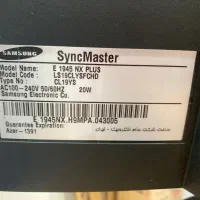 SAMSUNG SyncMaster
Model Name: E 1945 NX PLUS
Model Code: LS19CLYSFCHD
Type No : CL19YS
AC100-240V 50/60HZ 20W
Samsung Electronic Co.
E 1945NX.H9MPA.043005
Guarantee Expiration:
Azar - 1391